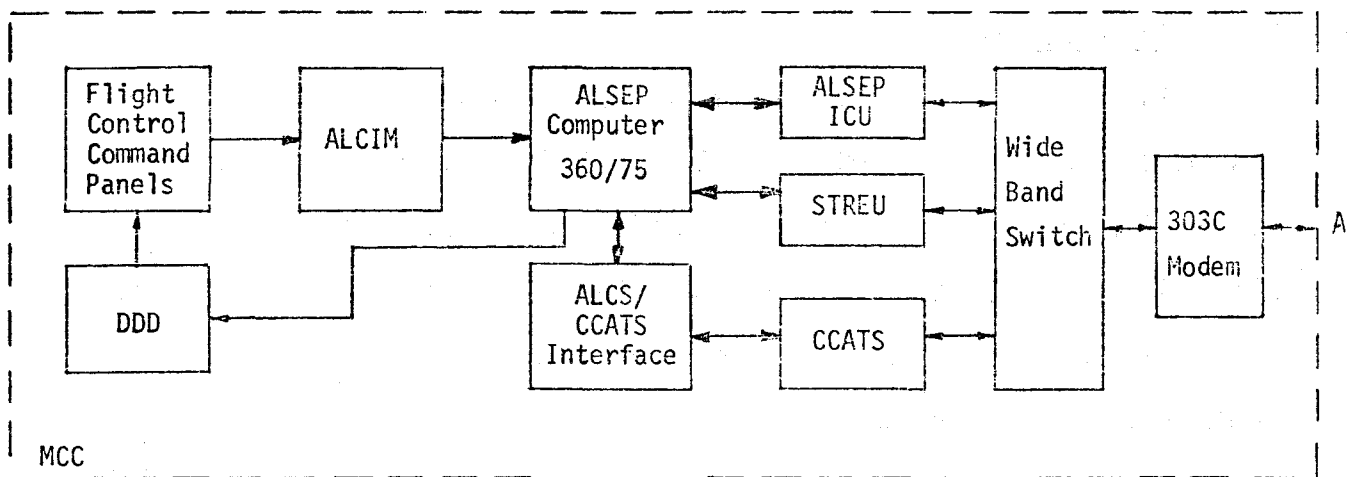 Flight
Control
Command
Panels
ALCIM
ALSEP
Computer
360/75
ALSEP
ICU
STREU
Wide
Band
Switch
303C
Modem
A
DDD
ALCS/
CCATS
Interface
CCATS
MCC